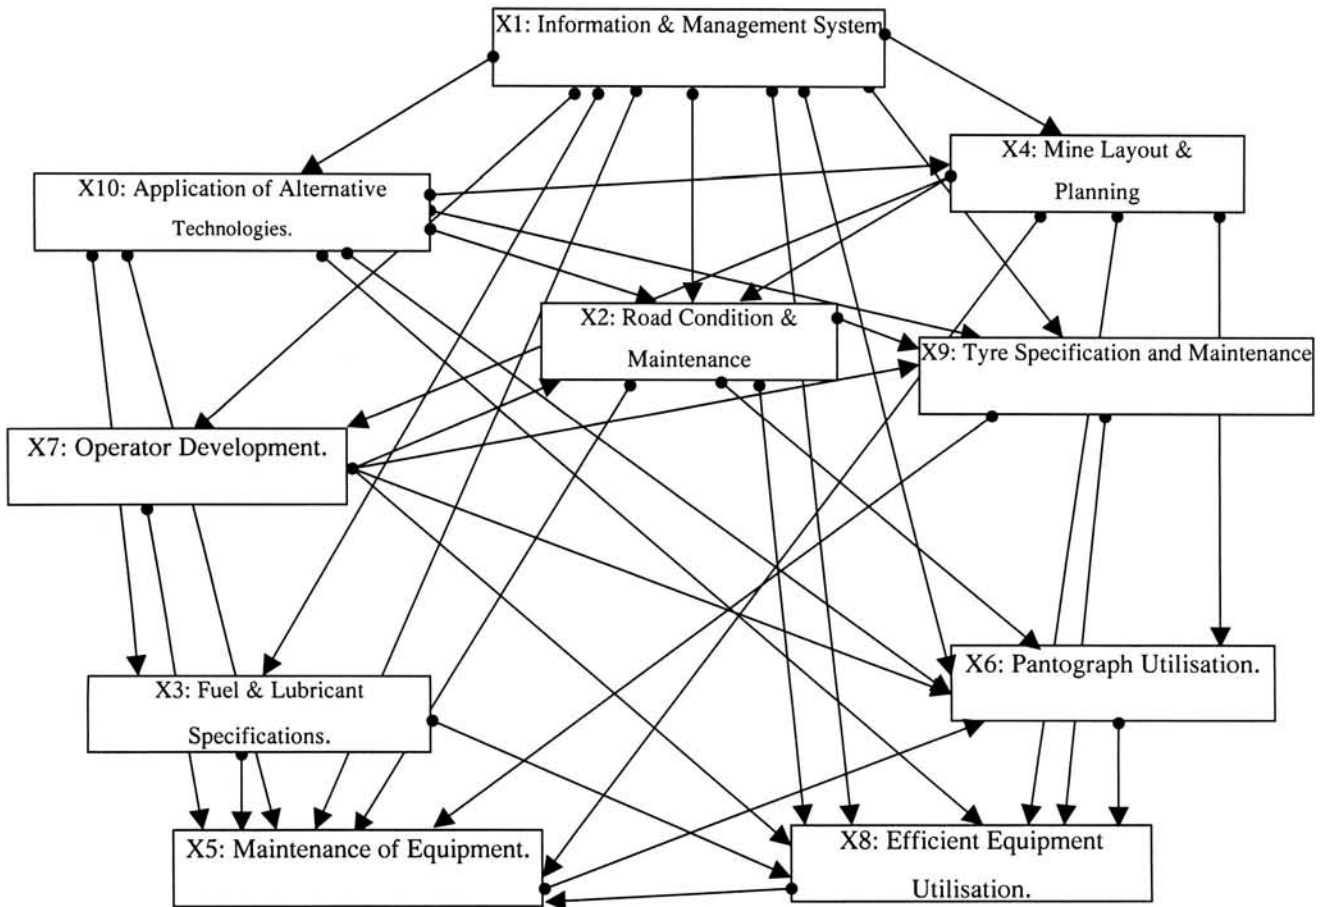 X1: Information & Management System
X4: Mine Layout &
Planning
X10: Application of Alternative
Technologies.
X2: Road Condition &
Maintenance
X9: Tyre Specification and Maintenance
X7: Operator Development.
X6: Pantograph Utilisation.
X3: Fuel & Lubricant
Specifications.
X5: Maintenance of Equipment.
X8: Efficient Equipment
Utilisation.